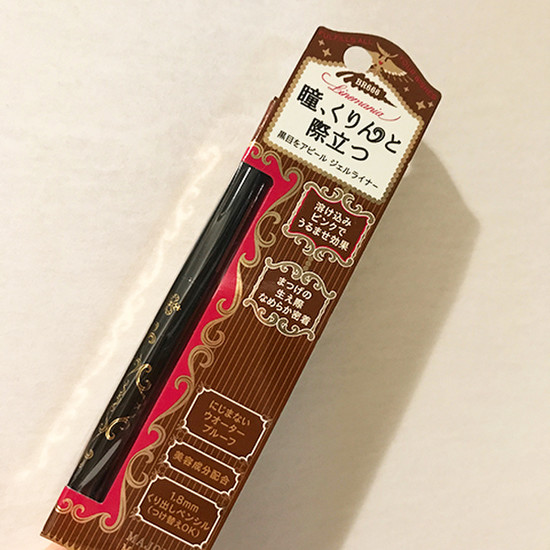 BR666
Linemania
瞳、くりんと
際立つ
黒目をアピール ジェルライナー
溶け込み
ピンクで
うるませ効果
まつげの
生え際
なめらか密着
にじまない
ウオーター
プルーフ
美容成分配合
1.8mm
くり出しペンシル
(つけ替えOK)